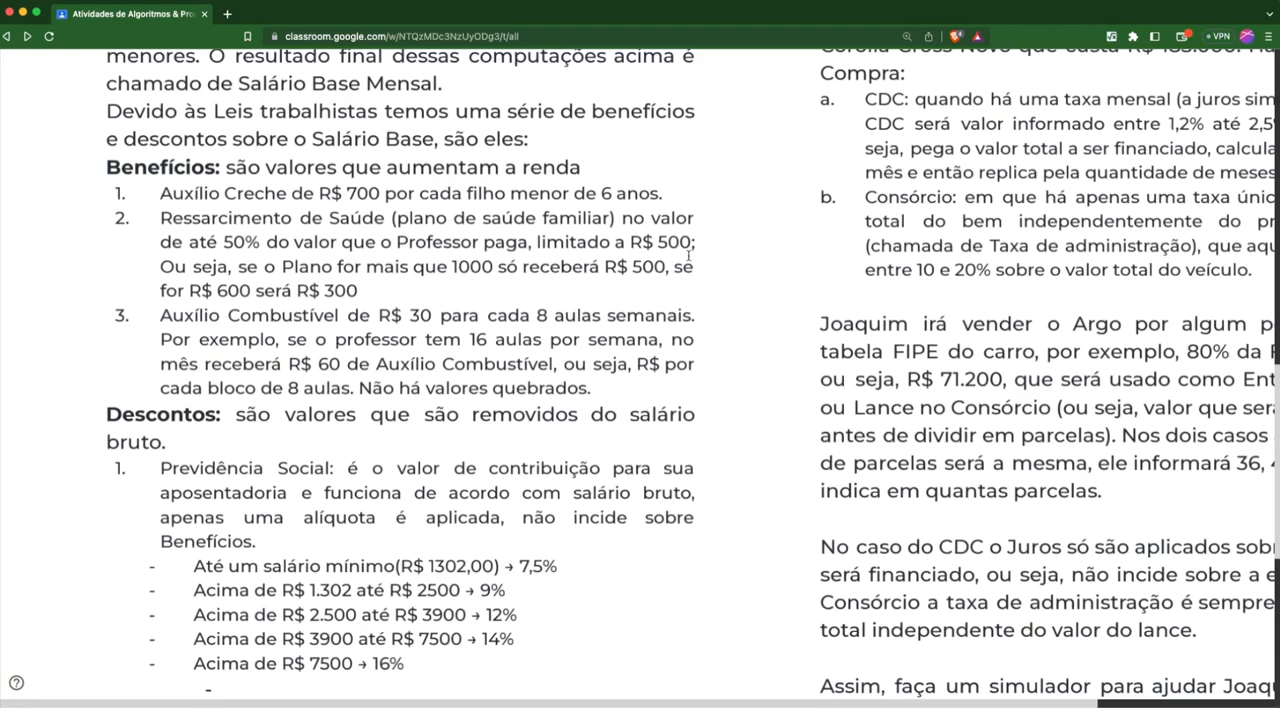 Atividades de Algoritmos & Pro
classroom.google.com/w/NTQzMDc3NzUyODg3/t/all
VPN
menores. O resultado final dessas computações acima é
chamado de Salário Base Mensal.
Devido às Leis trabalhistas temos uma série de benefícios
e descontos sobre o Salário Base, são eles:
Benefícios: são valores que aumentam a renda
1. Auxílio Creche de R$ 700 por cada filho menor de 6 anos.
2. Ressarcimento de Saúde (plano de saúde familiar) no valor
de até 50% do valor que o Professor paga, limitado a R$ 500;
Ou seja, se o Plano for mais que 1000 só receberá R$ 500, se
for R$ 600 será R$ 300
3. Auxílio Combustível de R$ 30 para cada 8 aulas semanais.
Por exemplo, se o professor tem 16 aulas por semana, no
mês receberá R$ 60 de Auxílio Combustível, ou seja, R$ por
cada bloco de 8 aulas. Não há valores quebrados.
Descontos: são valores que são removidos do salário
bruto.
1. Previdência Social: é o valor de contribuição para sua
aposentadoria e funciona de acordo com salário bruto,
apenas uma alíquota é aplicada, não incide sobre
Benefícios.
- Até um salário mínimo(R$ 1302,00) → 7,5%
- Acima de R$ 1.302 até R$ 2500 → 9%
- Acima de R$ 2.500 até R$ 3900 → 12%
- Acima de R$ 3900 até R$ 7500 → 14%
- Acima de R$ 7500 → 16%
-
Compra:
a. CDC: quando há uma taxa mensal (a juros sim
CDC será valor informado entre 1,2% até 2,5
seja, pega o valor total a ser financiado, calcula
mês e então replica pela quantidade de meses
b. Consórcio: em que há apenas uma taxa únic
total do bem independentemente do pr
(chamada de Taxa de administração), que aqu
entre 10 e 20% sobre o valor total do veículo.
Joaquim irá vender o Argo por algum p
tabela FIPE do carro, por exemplo, 80% da F
ou seja, R$ 71.200, que será usado como Ent
ou Lance no Consórcio (ou seja, valor que ser
antes de dividir em parcelas). Nos dois casos
de parcelas será a mesma, ele informará 36, 4
indica em quantas parcelas.
No caso do CDC o Juros só são aplicados sob
será financiado, ou seja, não incide sobre a e
Consórcio a taxa de administração é sempre
total independente do valor do lance.
Assim, faça um simulador para ajudar Joaq